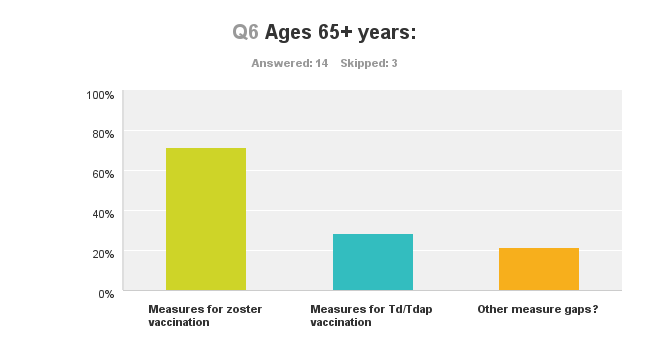 Q6 Ages 65+ years:
Answered: 14 Skipped: 3
100%
80%
60%
40%
20%
0%
Measures for zoster
vaccination
Measures for Td/Tdap
vaccination
Other measure gaps?